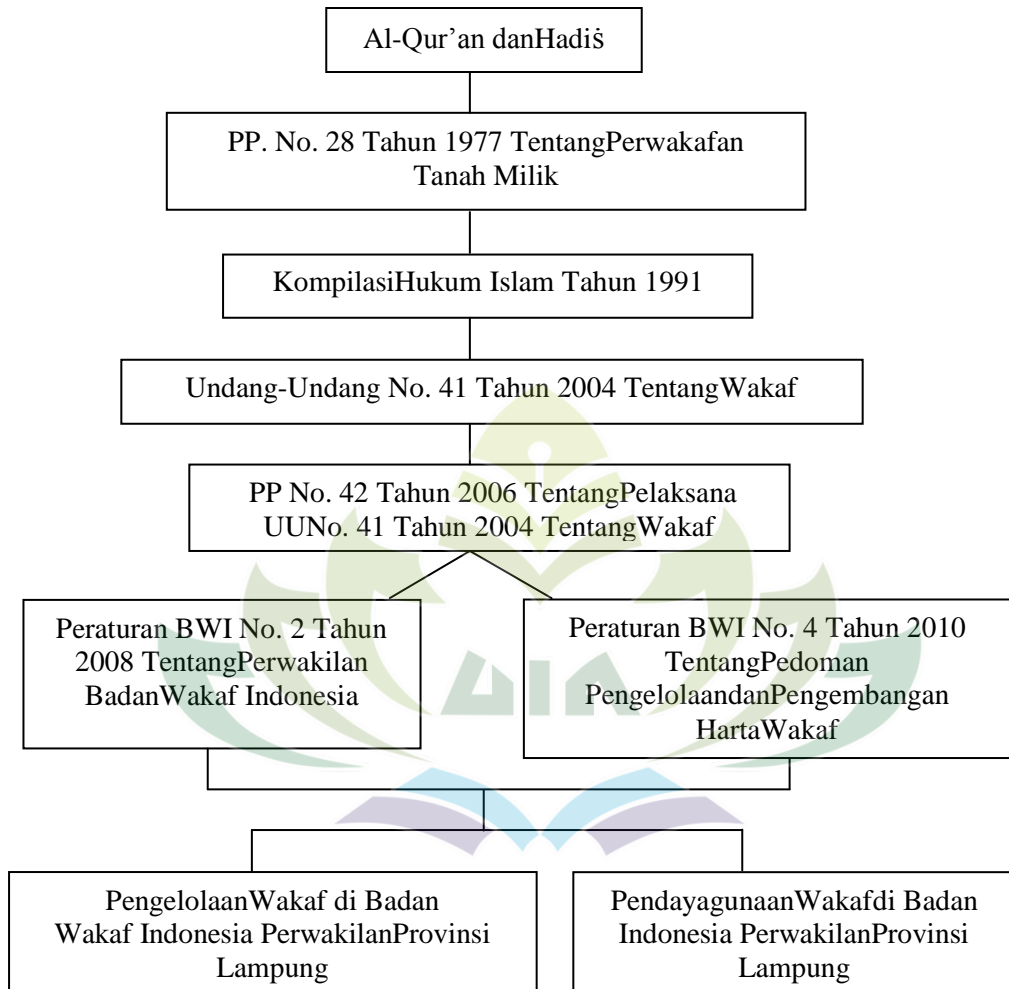 Al-Qur'an danHadiṡ
PP. No. 28 Tahun 1977 TentangPerwakafan
Tanah Milik
KompilasiHukum Islam Tahun 1991
Undang-Undang No. 41 Tahun 2004 TentangWakaf
PP No. 42 Tahun 2006 TentangPelaksana
UUNo. 41 Tahun 2004 TentangWakaf
Peraturan BWI No. 2 Tahun
2008 TentangPerwakilan
BadanWakaf Indonesia
Peraturan BWI No. 4 Tahun 2010
TentangPedoman
PengelolaandanPengembangan
HartaWakaf
PengelolaanWakaf di Badan
Wakaf Indonesia PerwakilanProvinsi
Lampung
PendayagunaanWakafdi Badan
Indonesia PerwakilanProvinsi
Lampung